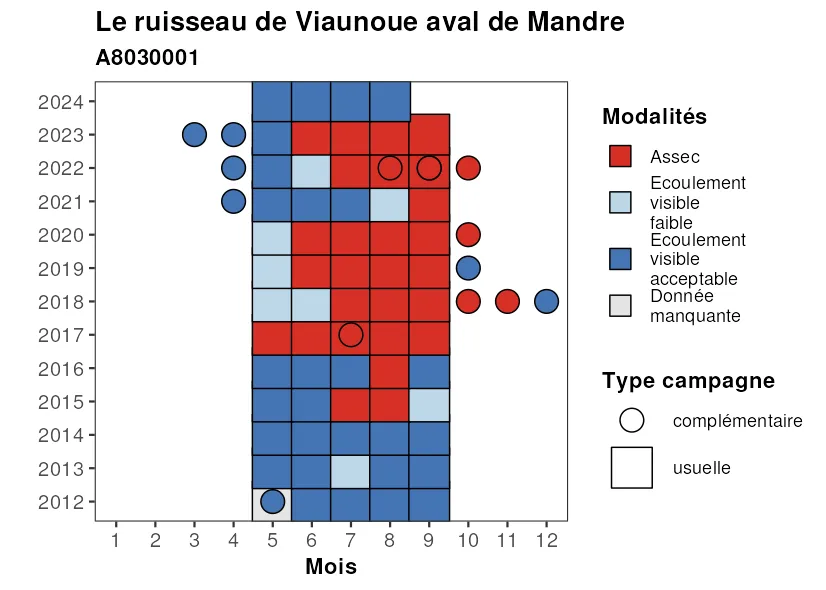 Le ruisseau de Viaunoue aval de Mandre
A8030001
2024
2023
2022
2021
2020
2019
2018
2017
2016
2015
2014
2013
2012
1 2 3 4 5 6 7 8 9 10 11 12
Mois
Modalités
Assec
Ecoulement
visible
faible
Ecoulement
visible
acceptable
Donnée
manquante
Type campagne
complémentaire
usuelle